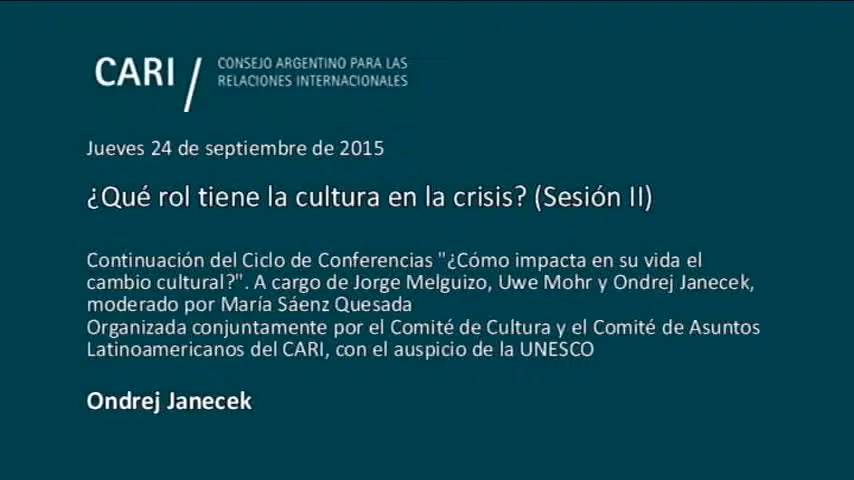 CARI / CONSEJO ARGENTINO PARA LAS
RELACIONES INTERNACIONALES
Jueves 24 de septiembre de 2015
¿Qué rol tiene la cultura en la crisis? (Sesión II)
Continuación del Ciclo de Conferencias "¿Cómo impacta en su vida el
cambio cultural?". A cargo de Jorge Melguizo, Uwe Mohr y Ondrej Janecek,
moderado por María Sáenz Quesada
Organizada conjuntamente por el Comité de Cultura y el Comité de Asuntos
Latinoamericanos del CARI, con el auspicio de la UNESCO
Ondrej Janecek